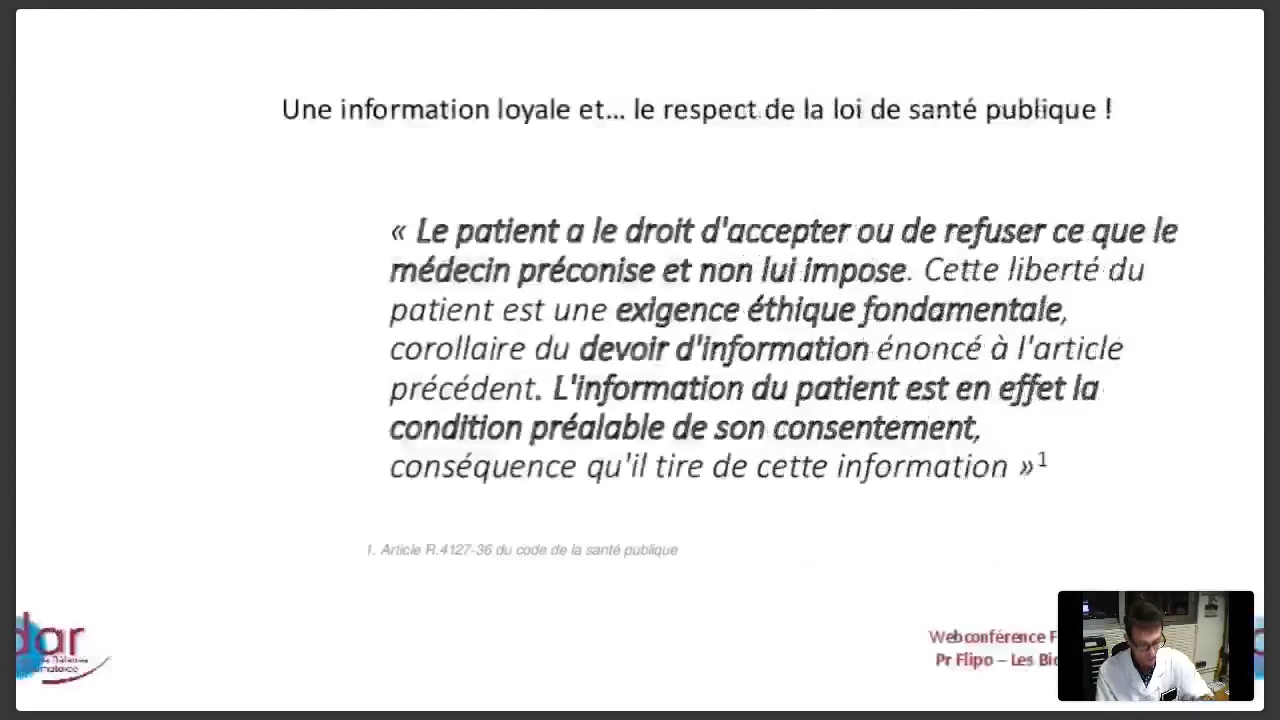 Une information loyale et... le respect de la loi de santé publique !
« Le patient a le droit d'accepter ou de refuser ce que le
médecin préconise et non lui impose. Cette liberté du
patient est une exigence éthique fondamentale,
corollaire du devoir d'information énoncé à l'article
précédent. L'information du patient est en effet la
condition préalable de son consentement,
conséquence qu'il tire de cette information »1
1. Article R.4127-36 du code de la santé publique
dar
Webconférence F
Pr Flipo – Les Bio